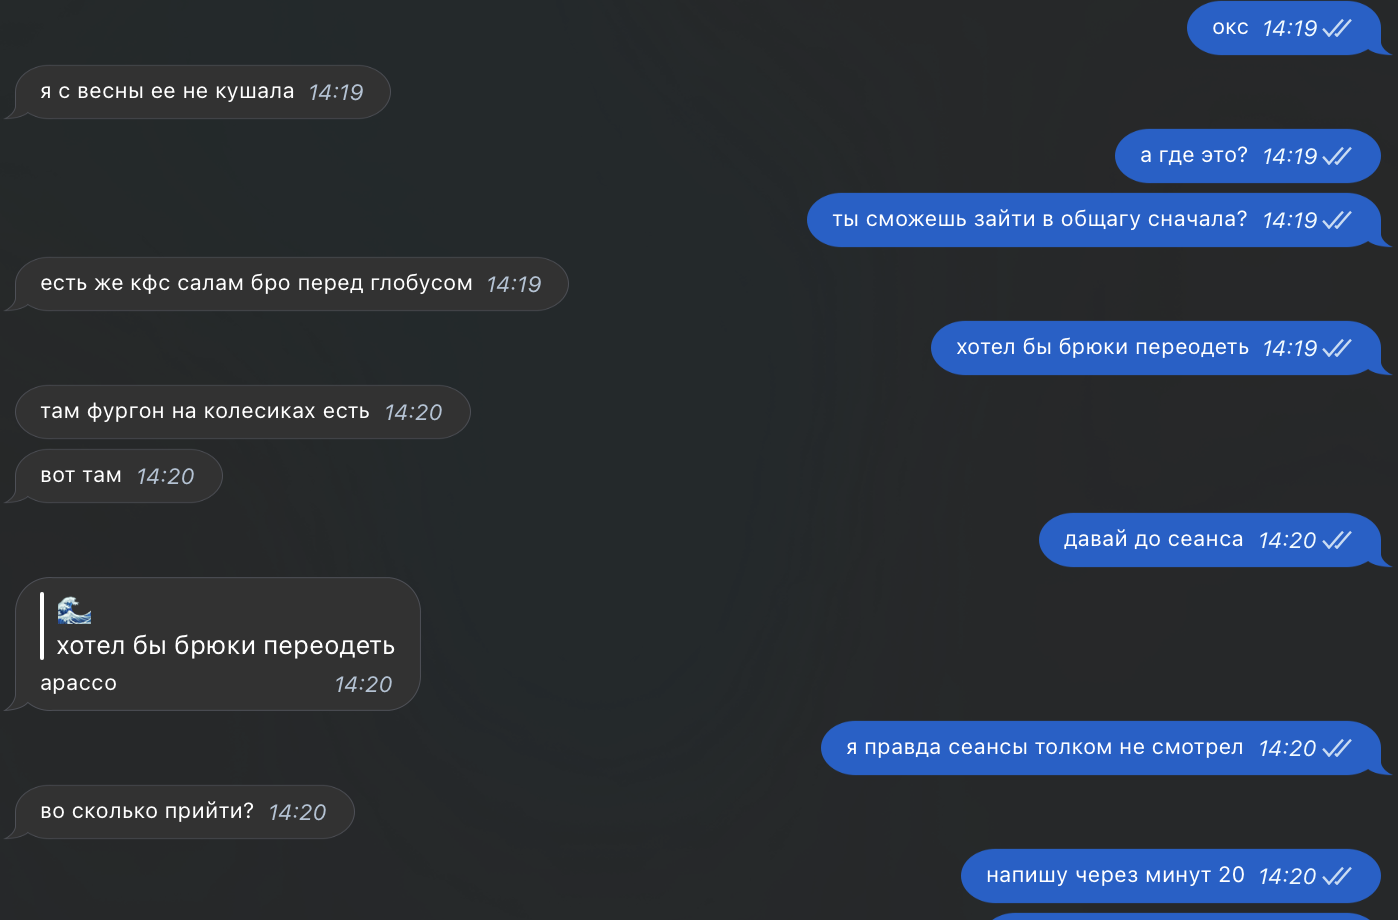 окс 14:19
я с весны ее не кушала 14:19
а где это? 14:19
ты сможешь зайти в общагу сначала? 14:19
есть же кфс салам бро перед глобусом 14:19
хотел бы брюки переодеть 14:19
там фургон на колесиках есть 14:20
вот там 14:20
давай до сеанса 14:20
хотел бы брюки переодеть
арассо 14:20
я правда сеансы толком не смотрел 14:20
во сколько прийти? 14:20
напишу через минут 20 14:20